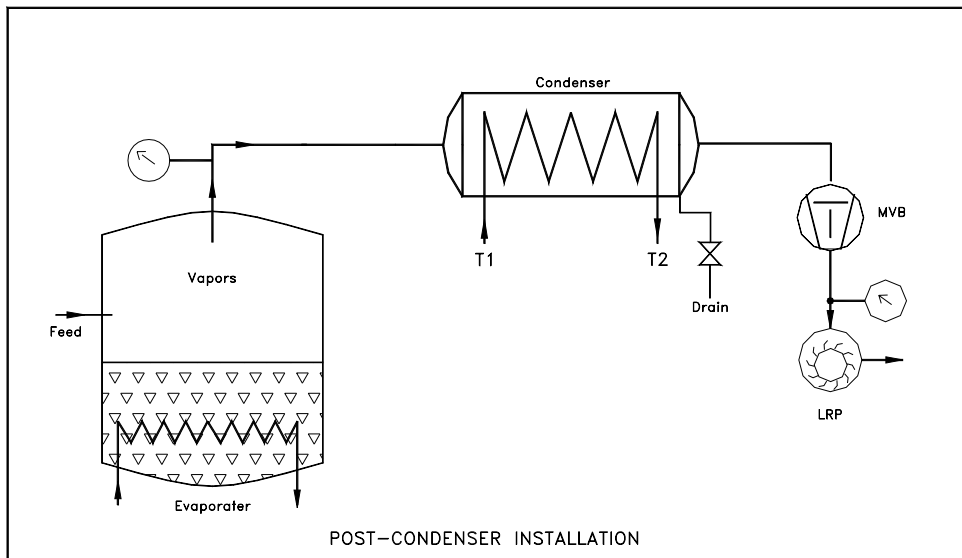 Condenser
MVB
Vapors
T1
T2
Drain
Feed
LRP
Evaporater
POST-CONDENSER INSTALLATION